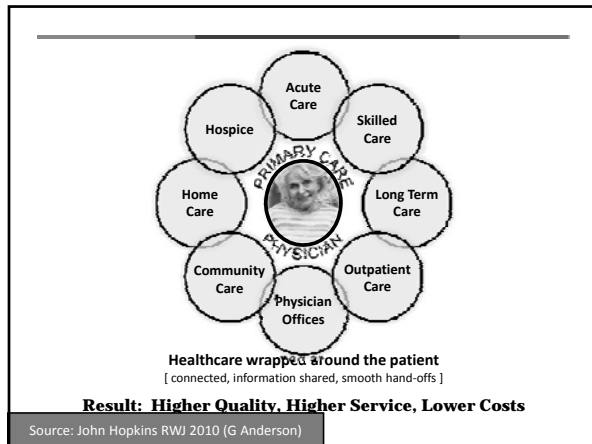 Acute
Care
Skilled
Care
Long Term
Care
Outpatient
Care
Physician
Offices
Community
Care
Home
Care
Hospice
PRIMARY CARE
PHYSICIAN
Healthcare wrapped around the patient
[ connected, information shared, smooth hand-offs ]
Result: Higher Quality, Higher Service, Lower Costs
Source: John Hopkins RWJ 2010 (G Anderson)